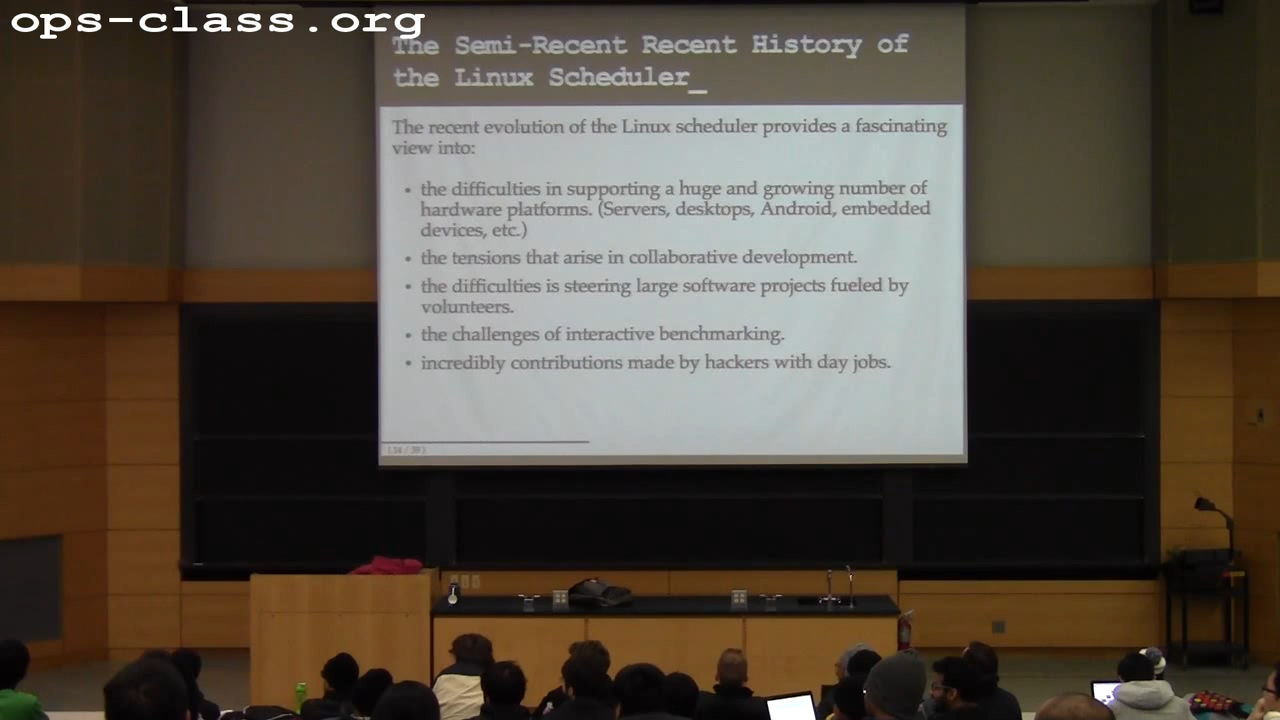 ops-class.org
The Semi-Recent Recent History of
the Linux Scheduler_
The recent evolution of the Linux scheduler provides a fascinating
view into:
• the difficulties in supporting a huge and growing number of
hardware platforms. (Servers, desktops, Android, embedded
devices, etc.)
• the tensions that arise in collaborative development.
• the difficulties is steering large software projects fueled by
volunteers.
• the challenges of interactive benchmarking.
• incredibly contributions made by hackers with day jobs.